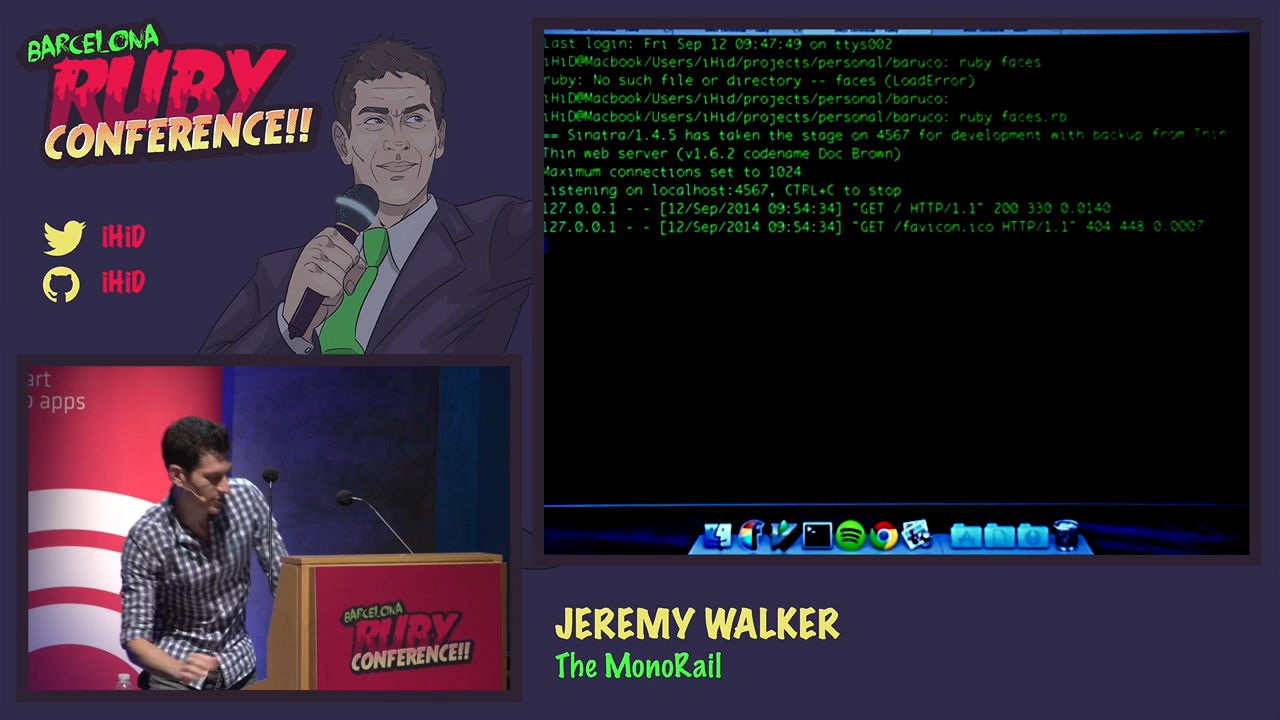 BARCELONA
RUBY
CONFERENCE!!
iHiD
iHiD
art
apps
BARCELONA
RUBY
CONFERENCE!!
Last login: Fri Sep 12 09:47:49 on ttys002
iHiD@Macbook/Users/iHid/projects/personal/baruco: ruby faces
ruby: No such file or directory -- faces (LoadError)
iHiD@Macbook/Users/iHid/projects/personal/baruco:
iHiD@Macbook/Users/iHid/projects/personal/baruco: ruby faces.rb
== Sinatra/1.4.5 has taken the stage on 4567 for development with backup from Thin
Thin web server (v1.6.2 codename Doc Brown)
Maximum connections set to 1024
Listening on localhost:4567, CTRL+C to stop
127.0.0.1 - - [12/Sep/2014 09:54:34] "GET / HTTP/1.1" 200 330 0.0140
127.0.0.1 - - [12/Sep/2014 09:54:34] "GET /favicon.ico HTTP/1.1" 404 448 0.0007
JEREMY WALKER
The MonoRail